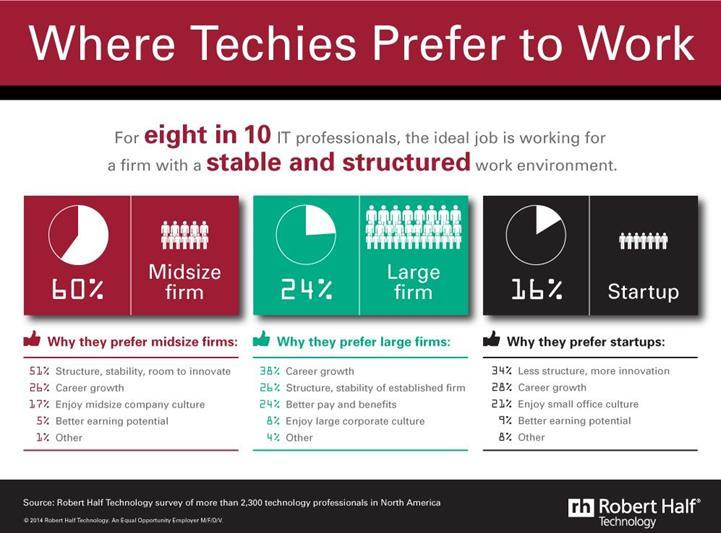 Where Techies Prefer to Work
For eight in 10 IT professionals, the ideal job is working for
a firm with a stable and structured work environment.
60%
Midsize
firm
24%
Large
firm
16%
Startup
Why they prefer midsize firms:
51% Structure, stability, room to innovate
26% Career growth
17% Enjoy midsize company culture
5% Better earning potential
1% Other
Why they prefer large firms:
38% Career growth
26% Structure, stability of established firm
24% Better pay and benefits
8% Enjoy large corporate culture
4% Other
Why they prefer startups:
34% Less structure, more innovation
28% Career growth
21% Enjoy small office culture
9% Better earning potential
8% Other
Source: Robert Half Technology survey of more than 2,300 technology professionals in North America
© 2014 Robert Half Technology. An Equal Opportunity Employer M/F/D/V.
rh Robert Half®
Technology